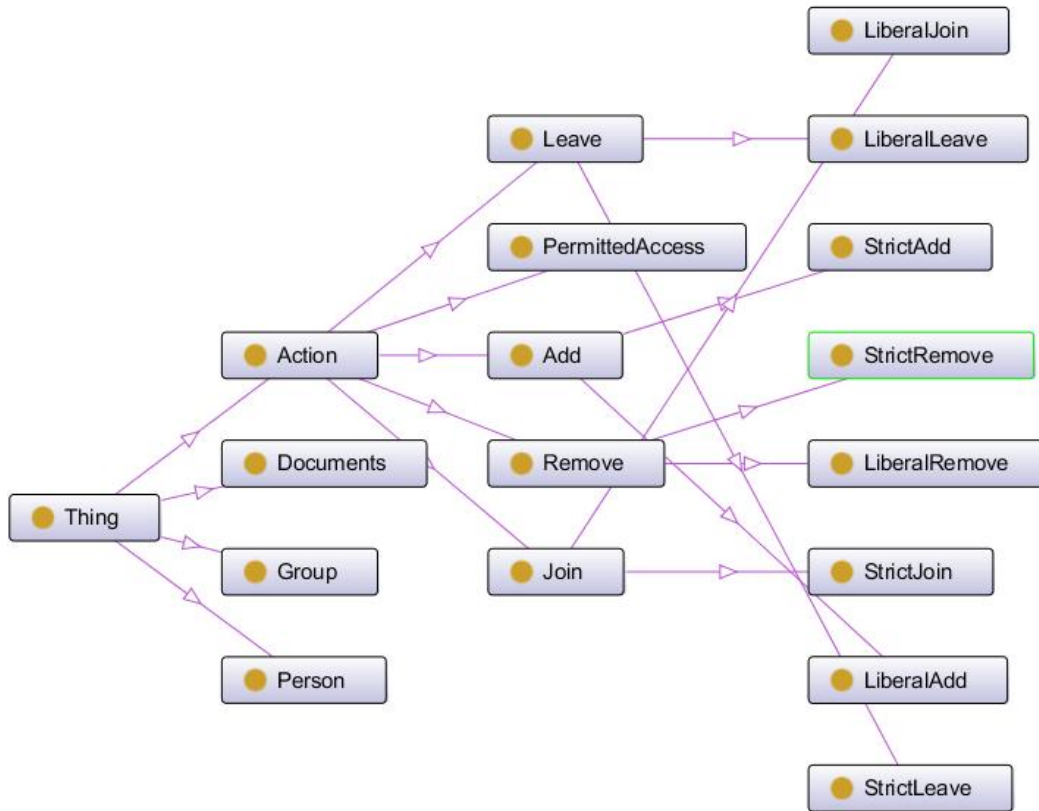 LiberalJoin
Leave
LiberalLeave
PermittedAccess
StrictAdd
Action
Add
StrictRemove
Documents
Remove
LiberalRemove
Thing
Group
Join
StrictJoin
Person
LiberalAdd
StrictLeave